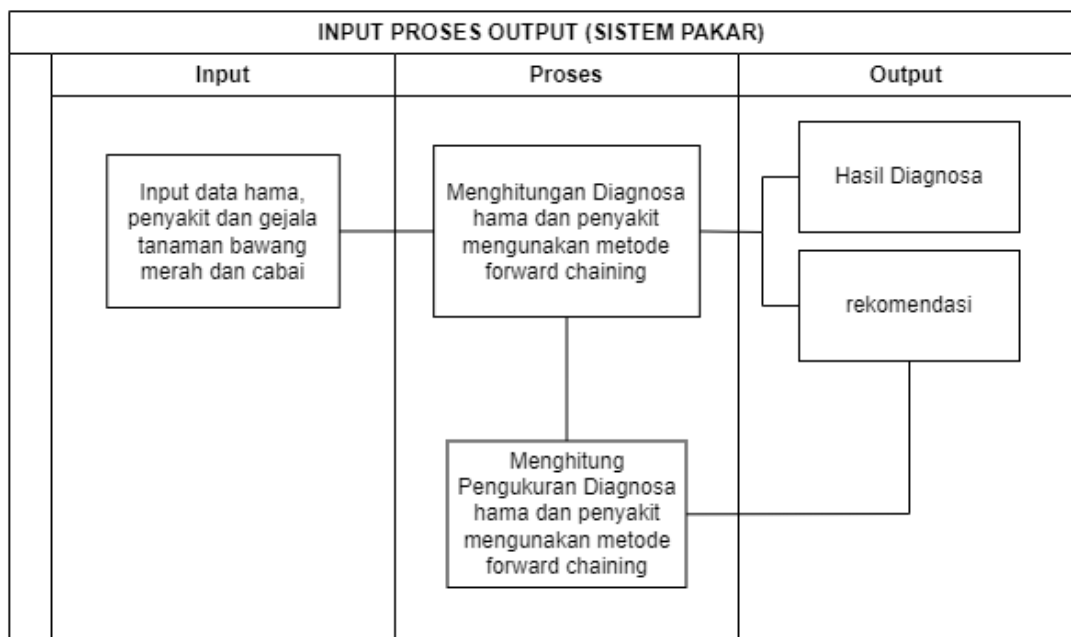 INPUT PROSES OUTPUT (SISTEM PAKAR)
Input
Proses
Output
Input data hama,
penyakit dan gejala
tanaman bawang
merah dan cabai
Menghitungan Diagnosa
hama dan penyakit
mengunakan metode
forward chaining
Hasil Diagnosa
rekomendasi
Menghitung
Pengukuran Diagnosa
hama dan penyakit
mengunakan metode
forward chaining